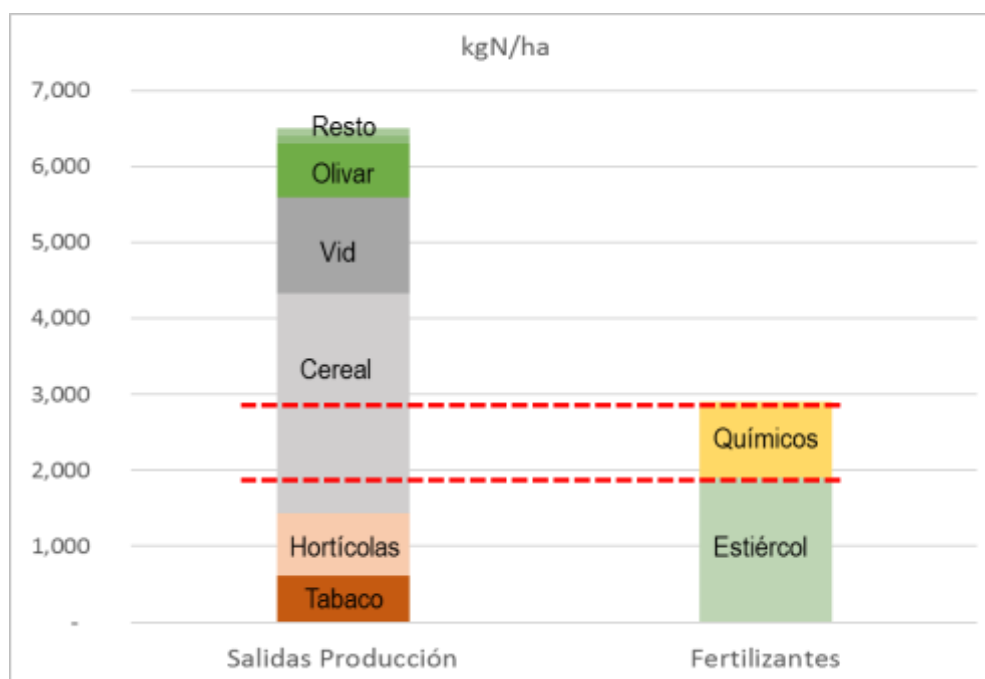 kgN/ha
7,000
6,000
5,000
4,000
3,000
2,000
1,000
-
Resto
Olivar
Vid
Cereal
Hortícolas
Tabaco
Químicos
Estiércol
Salidas Producción
Fertilizantes